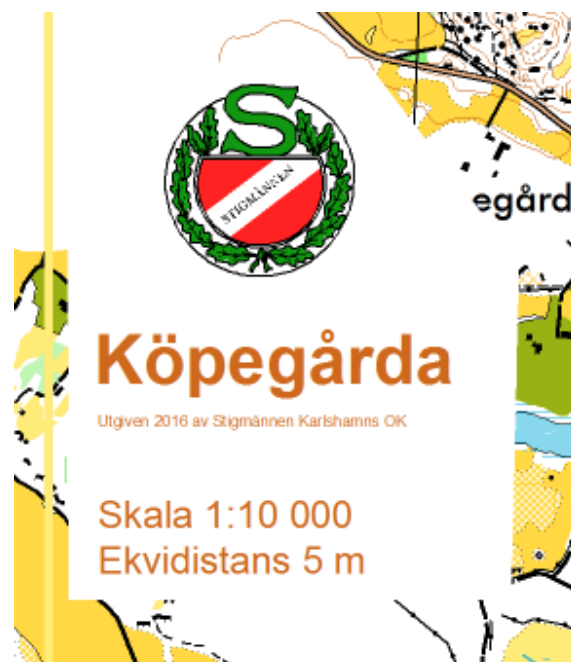 S
STIGMÄNNEN
egård
Köpegårda
Utgiven 2016 av Stigmännen Karlshamns OK
Skala 1:10 000
Ekvidistans 5 m